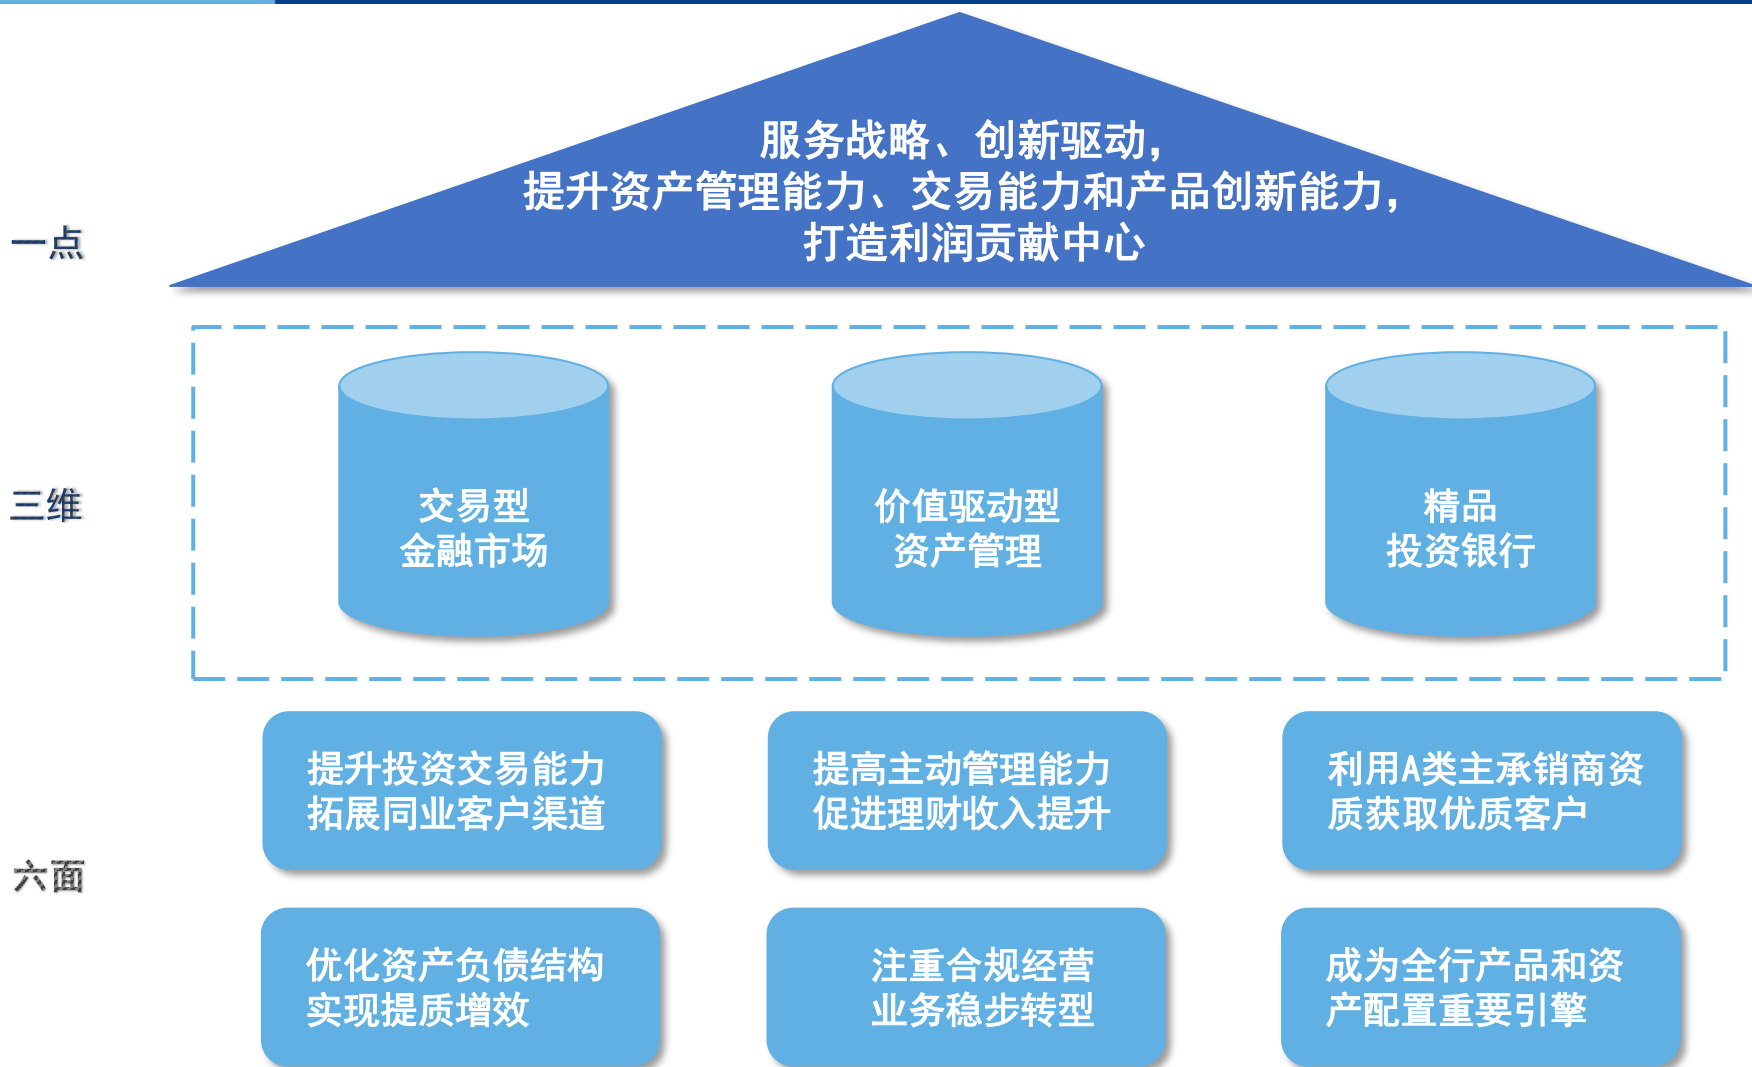 服务战略、创新驱动，
提升资产管理能力、交易能力和产品创新能力，
打造利润贡献中心
一点
三维
交易型
金融市场
价值驱动型
资产管理
精品
投资银行
六面
提升投资交易能力
拓展同业客户渠道
提高主动管理能力
促进理财收入提升
利用A类主承销商资
质获取优质客户
优化资产负债结构
实现提质增效
注重合规经营
业务稳步转型
成为全行产品和资
产配置重要引擎